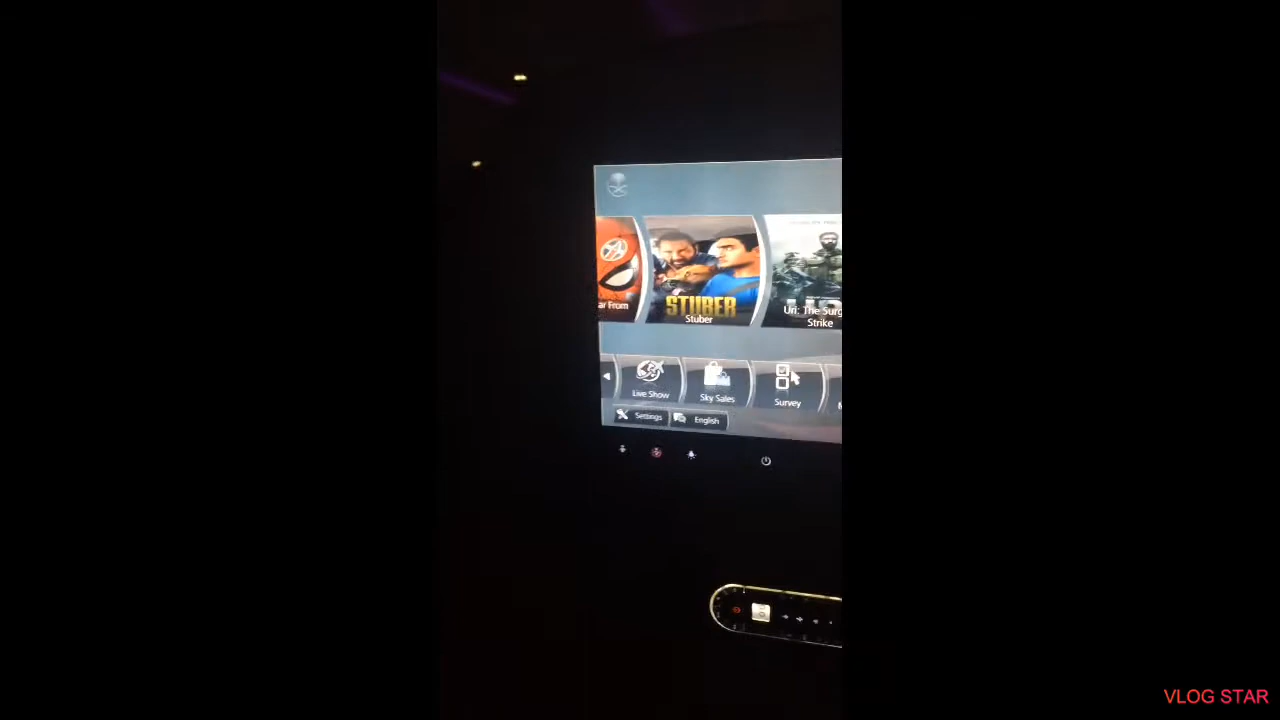 ar From
STUBER
Stuber
Uri: The Surg
Strike
Live Show
Sky Sales
Survey
Settings
English
VLOG STAR